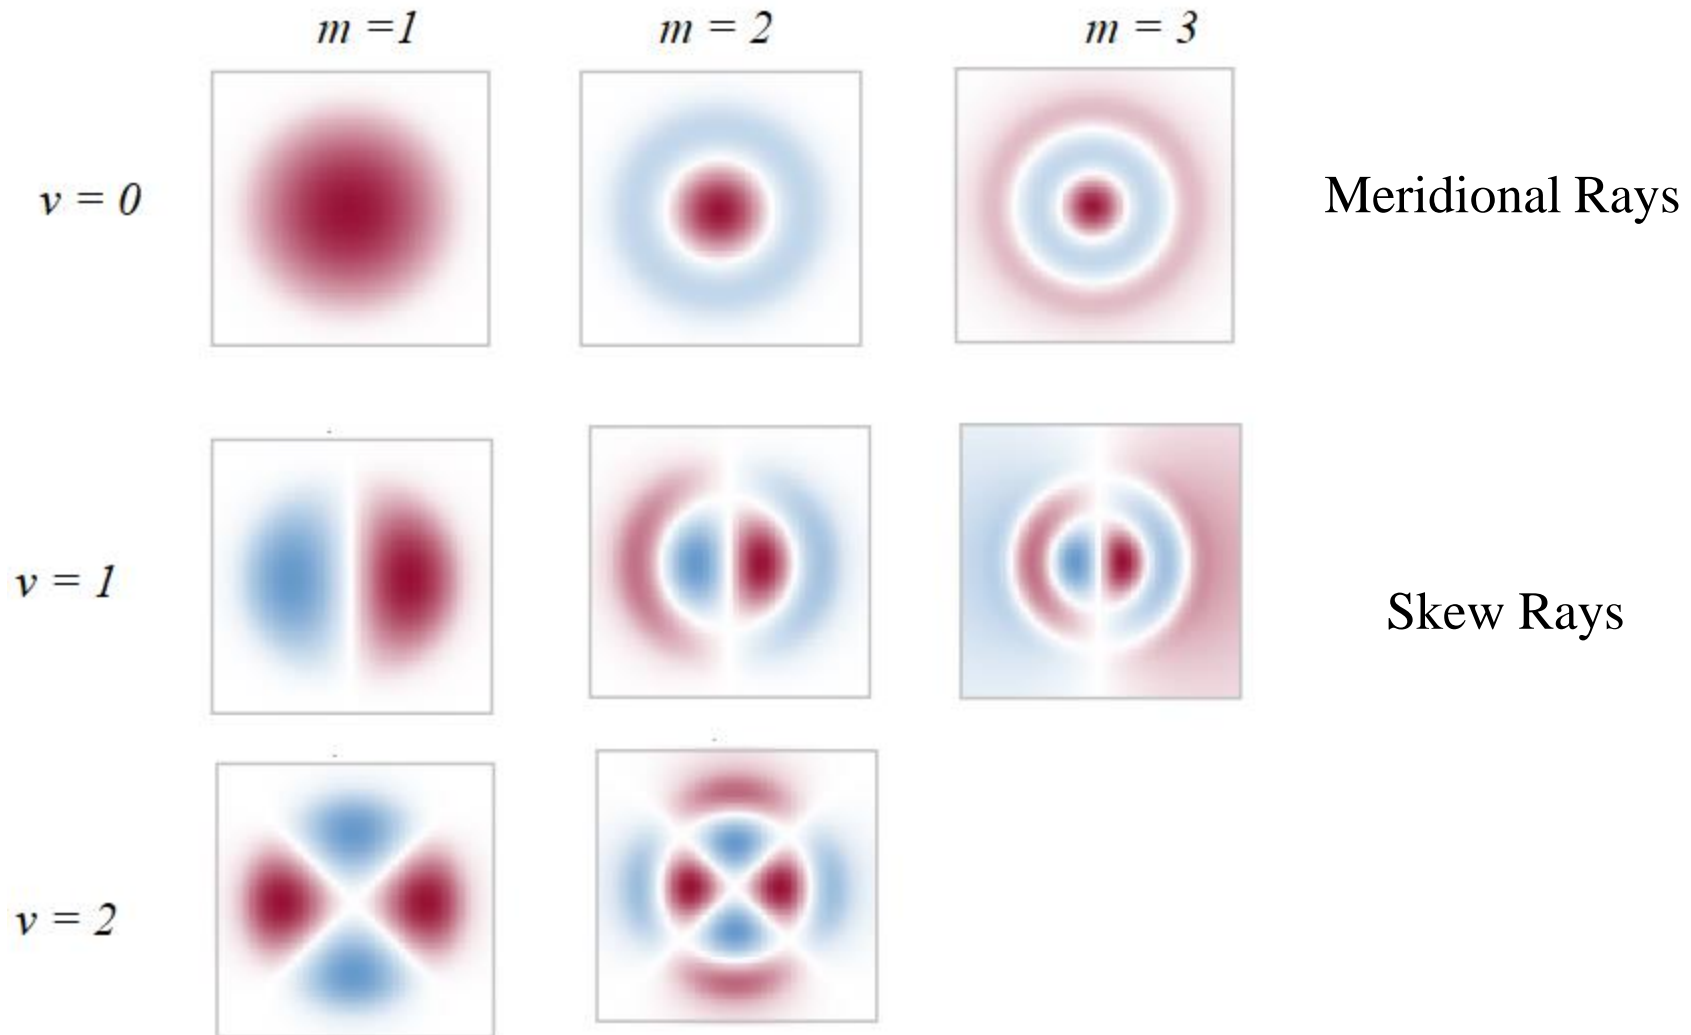 m =1
m = 2
m = 3
v = 0
Meridional Rays
v = 1
Skew Rays
v = 2